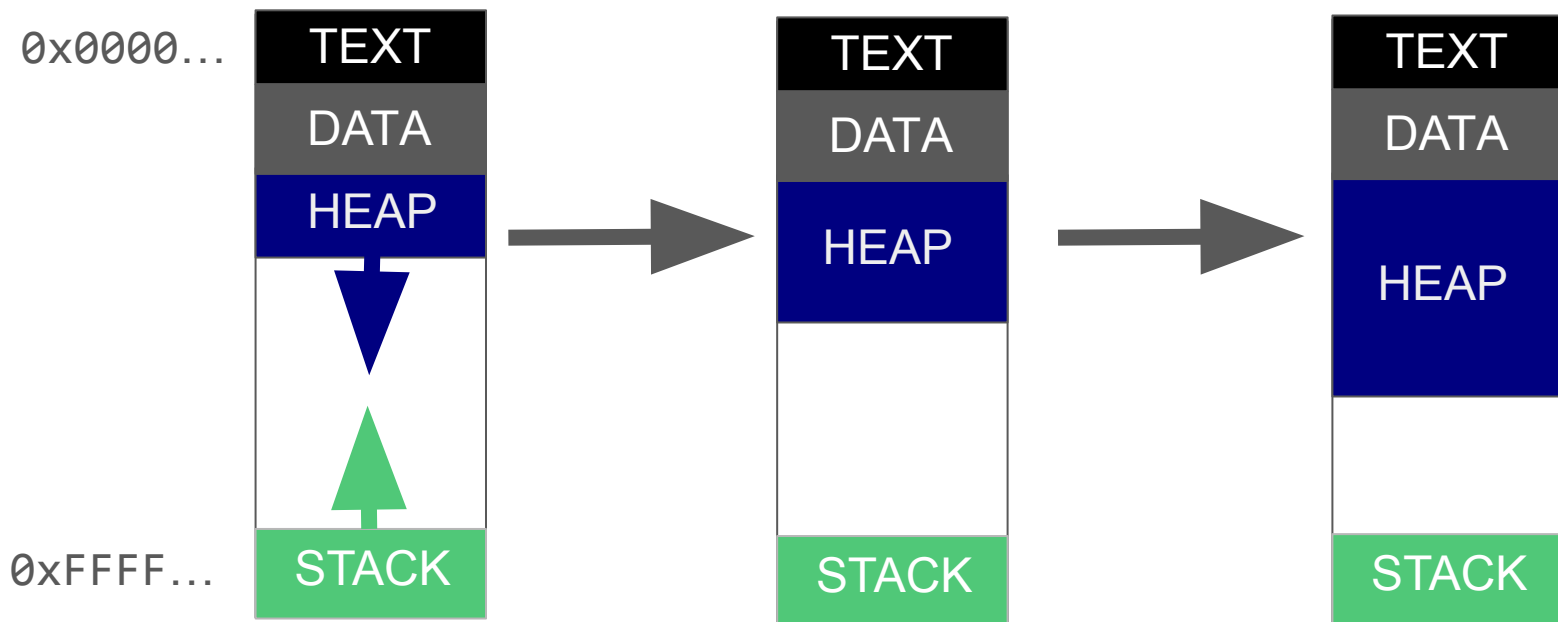 0x0000…
TEXT
DATA
HEAP
0xFFFF…
STACK
TEXT
DATA
HEAP
STACK
TEXT
DATA
HEAP
STACK